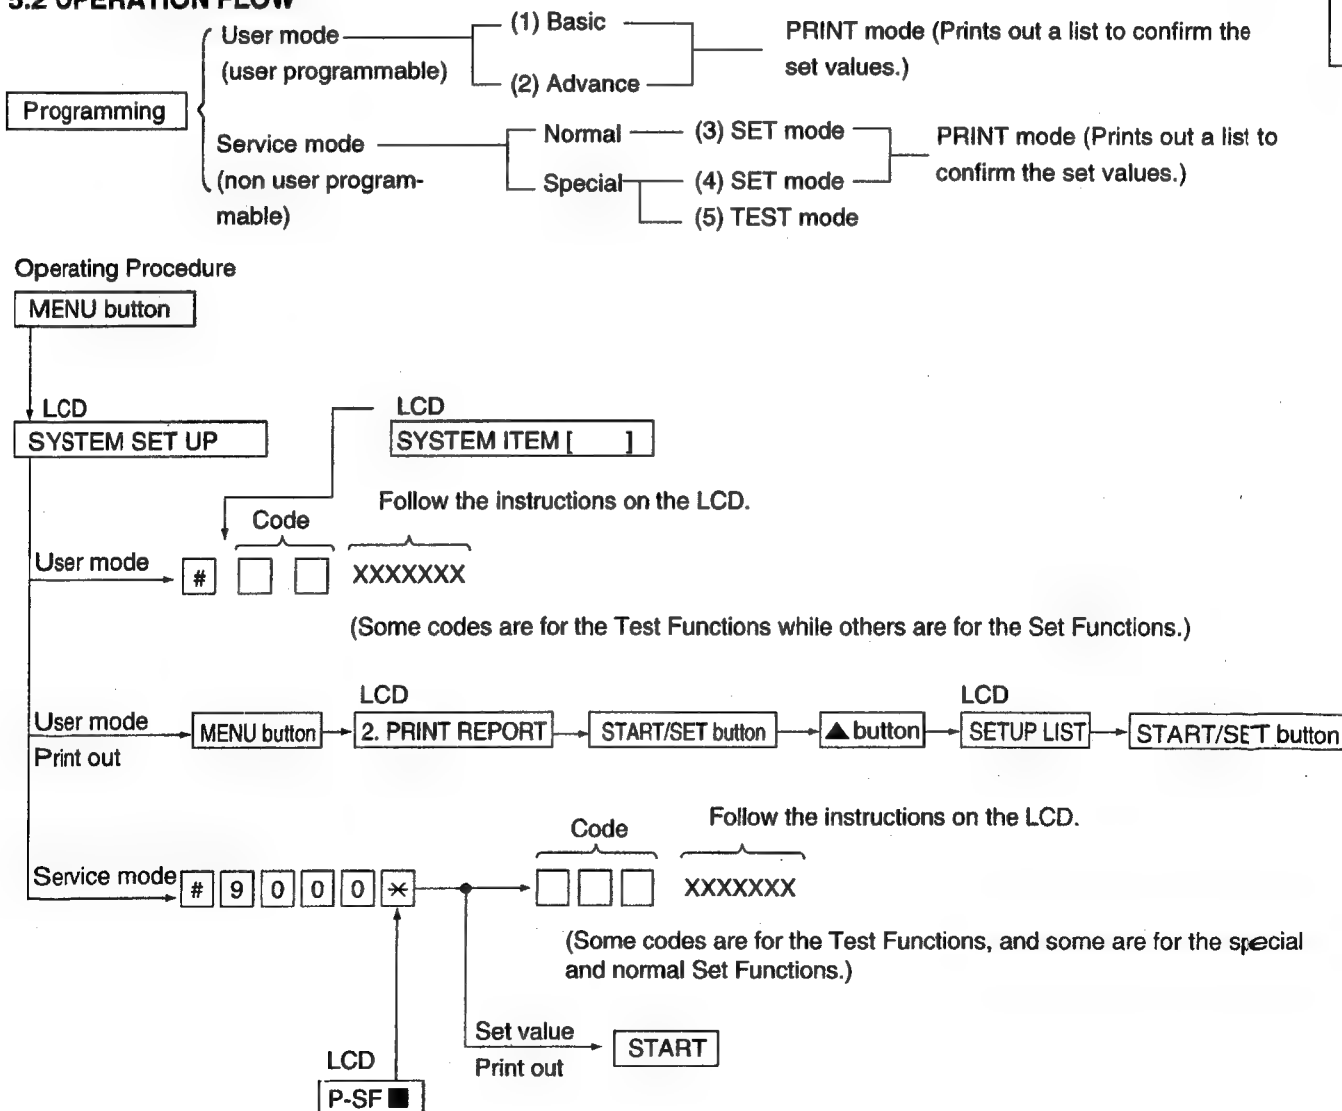 5.2 OPERATION FLOW
Programming
User mode
(user programmable)
(1) Basic
(2) Advance
PRINT mode (Prints out a list to confirm the
set values.)
Service mode
(non user program-
mable)
Normal
(3) SET mode
Special
(4) SET mode
(5) TEST mode
PRINT mode (Prints out a list to
confirm the set values.)
Operating Procedure
MENU button
LCD
SYSTEM SET UP
LCD
SYSTEM ITEM [ ]
Follow the instructions on the LCD.
Code
User mode
# □ □ XXXXXXX
(Some codes are for the Test Functions while others are for the Set Functions.)
User mode
Print out
MENU button
LCD
2. PRINT REPORT
START/SET button
▲ button
LCD
SETUP LIST
START/SET button
Service mode
# 9 0 0 0 *
Code
Follow the instructions on the LCD.
□ □ □ XXXXXXX
(Some codes are for the Test Functions, and some are for the special
and normal Set Functions.)
Set value
Print out
START
LCD
P-SF ■